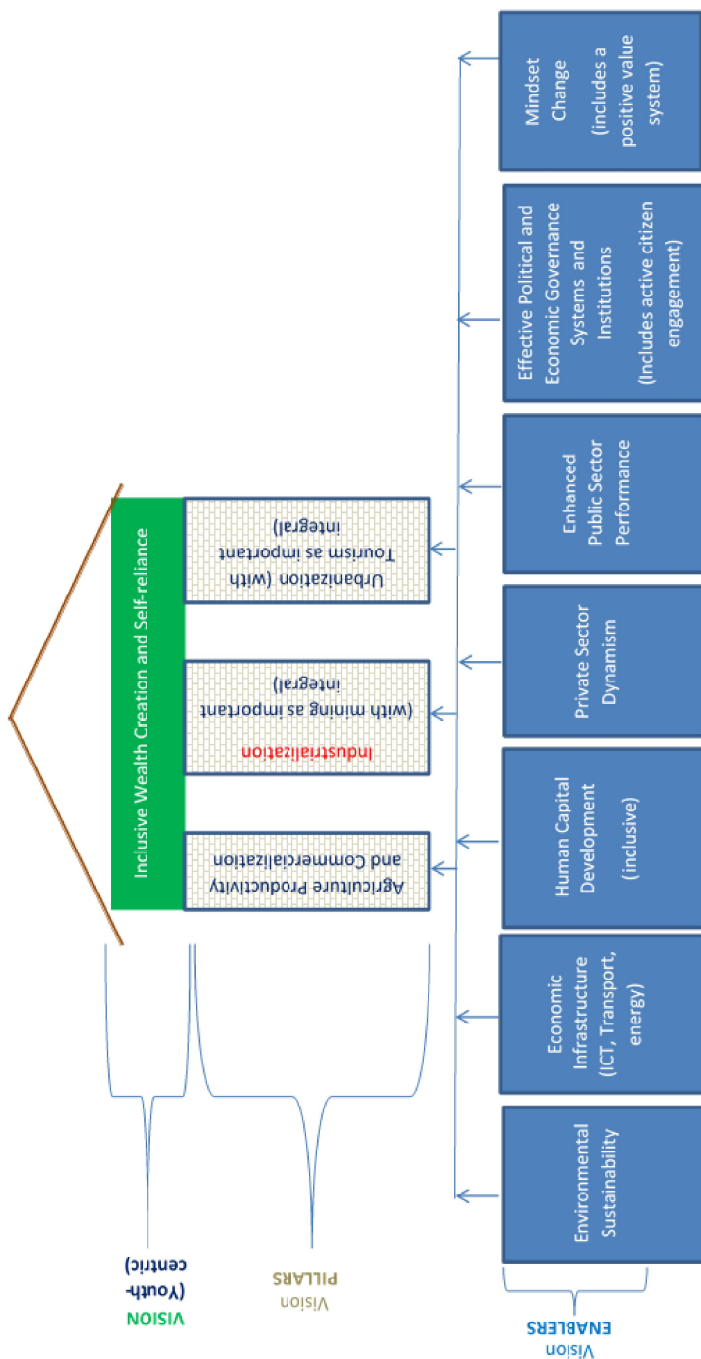 VISION
(Youth-
centric)
Inclusive Wealth Creation and Self-reliance
Vision
PILLARS
Agriculture Productivity
and Commercialization
Industrialization
(with mining as important
integral)
Urbanization (with
Tourism as important
integral)
Vision
ENABLERS
Environmental
Sustainability
Economic
Infrastructure
(ICT, Transport,
energy)
Human Capital
Development
(inclusive)
Private Sector
Dynamism
Enhanced
Public Sector
Performance
Effective Political and
Economic Governance
Systems and
Institutions
(Includes active citizen
engagement)
Mindset
Change
(includes a
positive value
system)